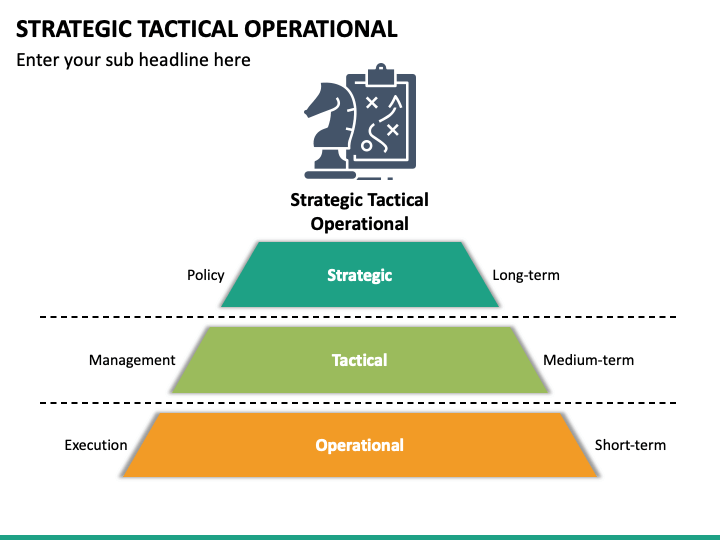 STRATEGIC TACTICAL OPERATIONAL
Enter your sub headline here
Strategic Tactical
Operational
Policy
Strategic
Long-term
Management
Tactical
Medium-term
Execution
Operational
Short-term